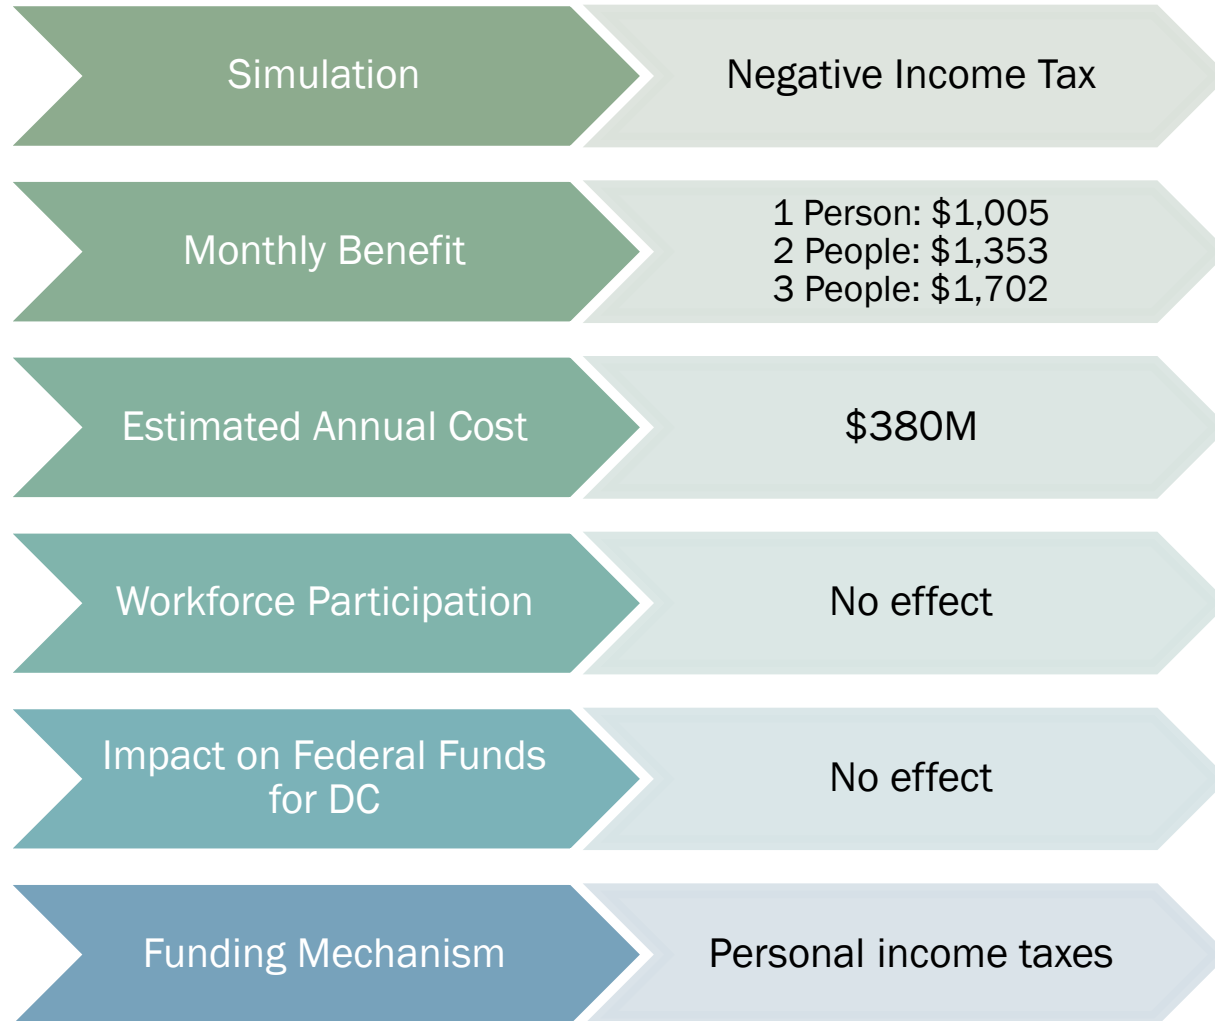 Simulation
Negative Income Tax
Monthly Benefit
1 Person: $1,005
2 People: $1,353
3 People: $1,702
Estimated Annual Cost
$380M
Workforce Participation
No effect
Impact on Federal Funds
for DC
No effect
Funding Mechanism
Personal income taxes